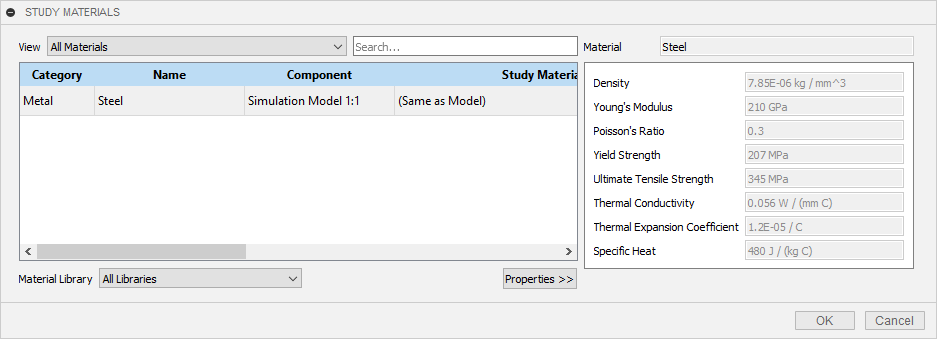 STUDY MATERIALS
View All Materials Search... Material Steel
Category Name Component Study Materia
Metal Steel Simulation Model 1:1 (Same as Model)
Density 7.85E-06 kg / mm^3
Young's Modulus 210 GPa
Poisson's Ratio 0.3
Yield Strength 207 MPa
Ultimate Tensile Strength 345 MPa
Thermal Conductivity 0.056 W / (mm C)
Thermal Expansion Coefficient 1.2E-05 / C
Specific Heat 480 J / (kg C)
Material Library All Libraries Properties >>
OK Cancel